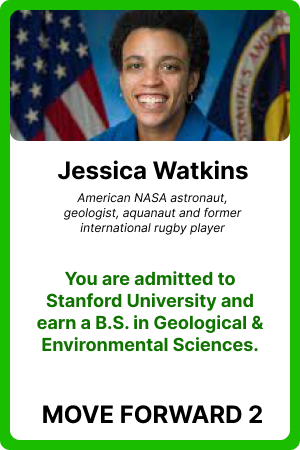 Jessica Watkins
American NASA astronaut,
geologist, aquanaut and former
international rugby player
You are admitted to
Stanford University and
earn a B.S. in Geological &
Environmental Sciences.
MOVE FORWARD 2